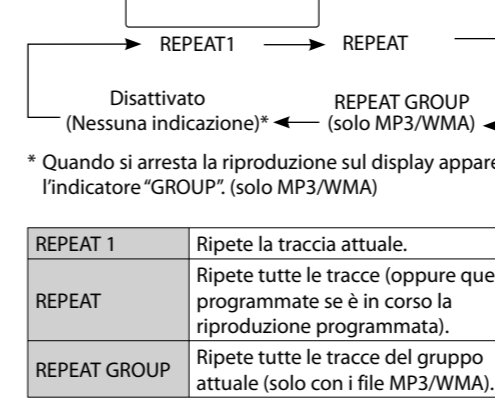 REPEAT1 REPEAT
Disattivato
(Nessuna indicazione)*
REPEAT GROUP
(solo MP3/WMA)
* Quando si arresta la riproduzione sul display appare
l'indicatore “GROUP”. (solo MP3/WMA)
REPEAT 1 Ripete la traccia attuale.
REPEAT
Ripete tutte le tracce (oppure que
programmate se è in corso la
riproduzione programmata).
REPEAT GROUP
Ripete tutte le tracce del gruppo
attuale (solo con i file MP3/WMA).